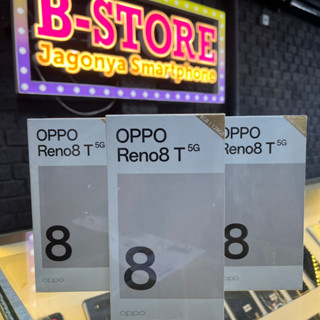 B-STORE
Jagonya Smartphone
OPPO
Reno8 T 5G
8
oppo
OPPO
Reno8 T 5G
8
oppo
OPPO
Reno8 T 5G
8
oppo